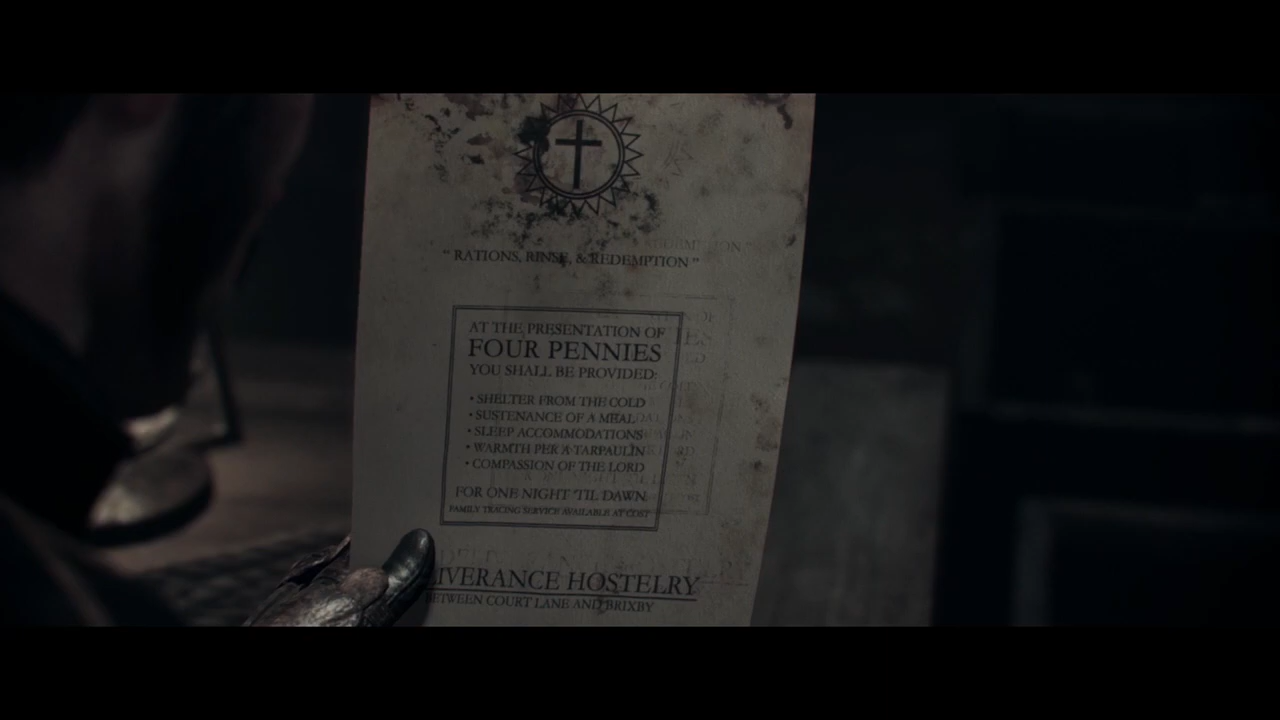 “ RATIONS, RINSE, & REDEMPTION ”
AT THE PRESENTATION OF
FOUR PENNIES
YOU SHALL BE PROVIDED:
• SHELTER FROM THE COLD
• SUSTENANCE OF A MEAL
• SLEEP ACCOMMODATIONS
• WARMTH PER A TARPAULIN
• COMPASSION OF THE LORD
FOR ONE NIGHT 'TIL DAWN
FAMILY TRACING SERVICE AVAILABLE AT COST
LIVERANCE HOSTELRY
BETWEEN COURT LANE AND BRIXBY